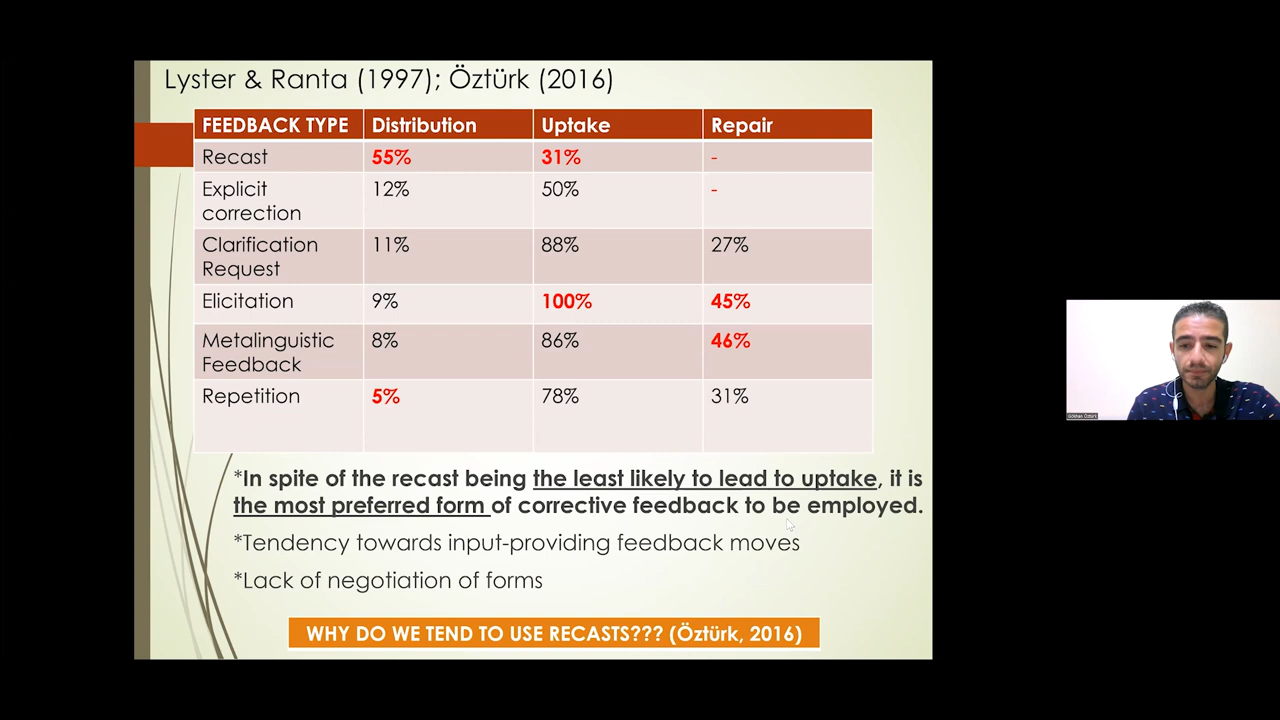 Lyster & Ranta (1997); Öztürk (2016)
FEEDBACK TYPE Distribution Uptake Repair
Recast 55% 31% -
Explicit correction 12% 50% -
Clarification Request 11% 88% 27%
Elicitation 9% 100% 45%
Metalinguistic Feedback 8% 86% 46%
Repetition 5% 78% 31%
*In spite of the recast being the least likely to lead to uptake, it is
the most preferred form of corrective feedback to be employed.
*Tendency towards input-providing feedback moves
*Lack of negotiation of forms
WHY DO WE TEND TO USE RECASTS??? (Öztürk, 2016)
Gökhan Öztürk